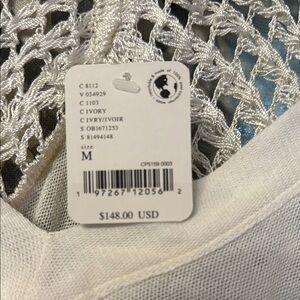 C 8112
V 034929
C 1103
C IVORY
C IVRY/IVOIR
S OB1671253
S 81494148
size
M
CP5159 0003
1 97267 12056 2
$148.00 USD